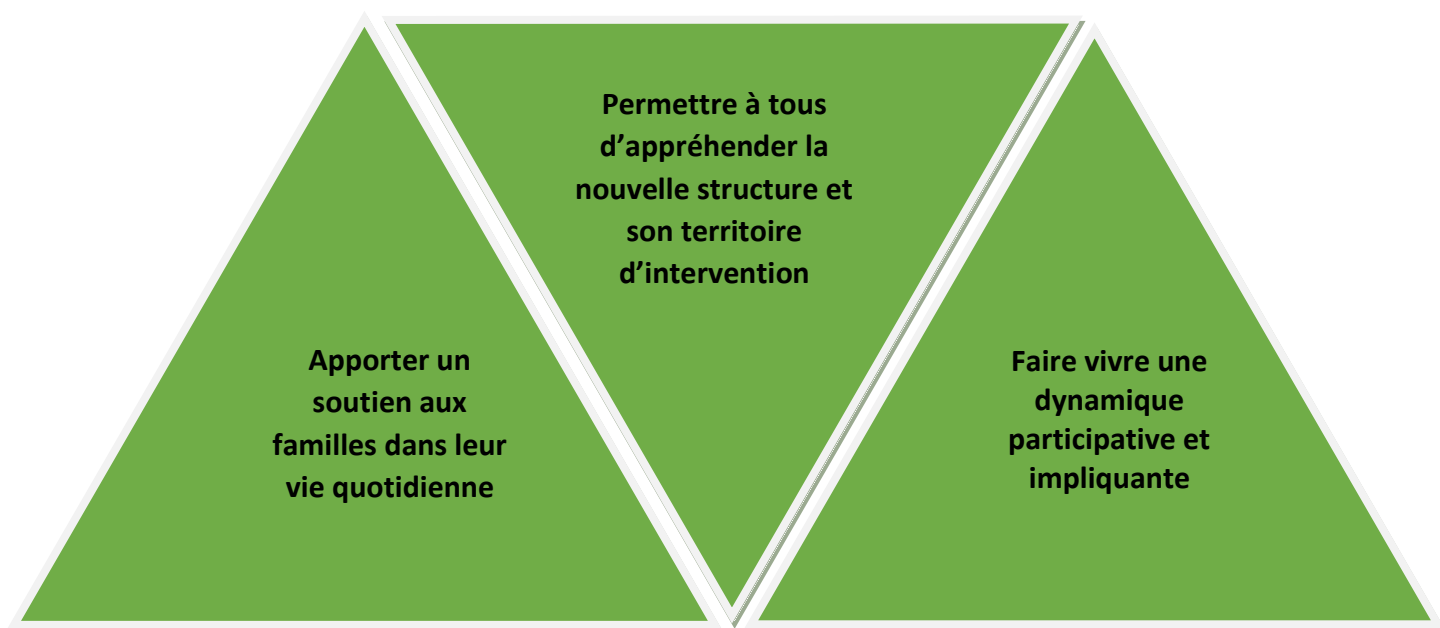 Permettre à tous
d’appréhender la
nouvelle structure et
son territoire
d’intervention
Apporter un
soutien aux
familles dans leur
vie quotidienne
Faire vivre une
dynamique
participative et
impliquante